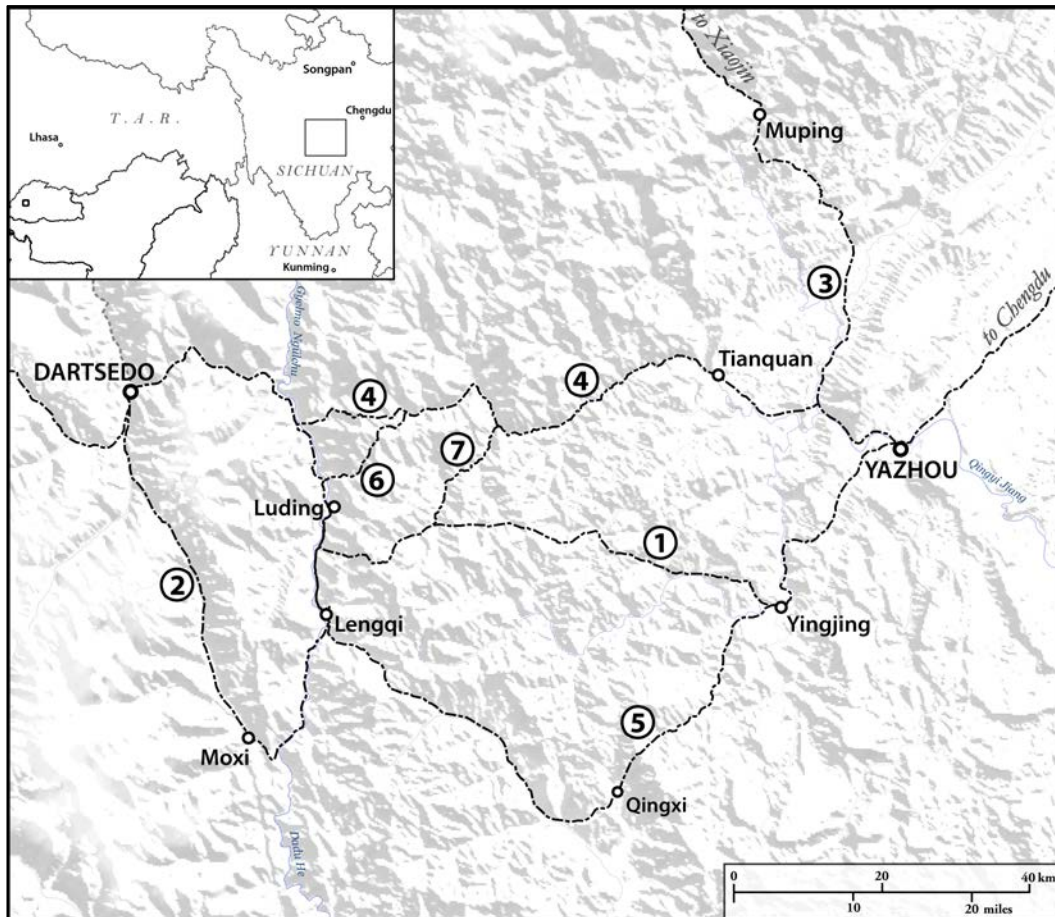 Songpan
Chengdu
T. A. R.
Lhasa
SICHUAN
YUNNAN
Kunming
to Xiaojin
Muping
3
to Chengdu
Gyelmo Ngülchu
DARTSEDO
Tianquan
4
4
7
YAZHOU
Qingyi Jiang
6
Luding
1
2
Lengqi
Yingjing
5
Moxi
Qingxi
Dadu He
0 20 40 km
10 20 miles